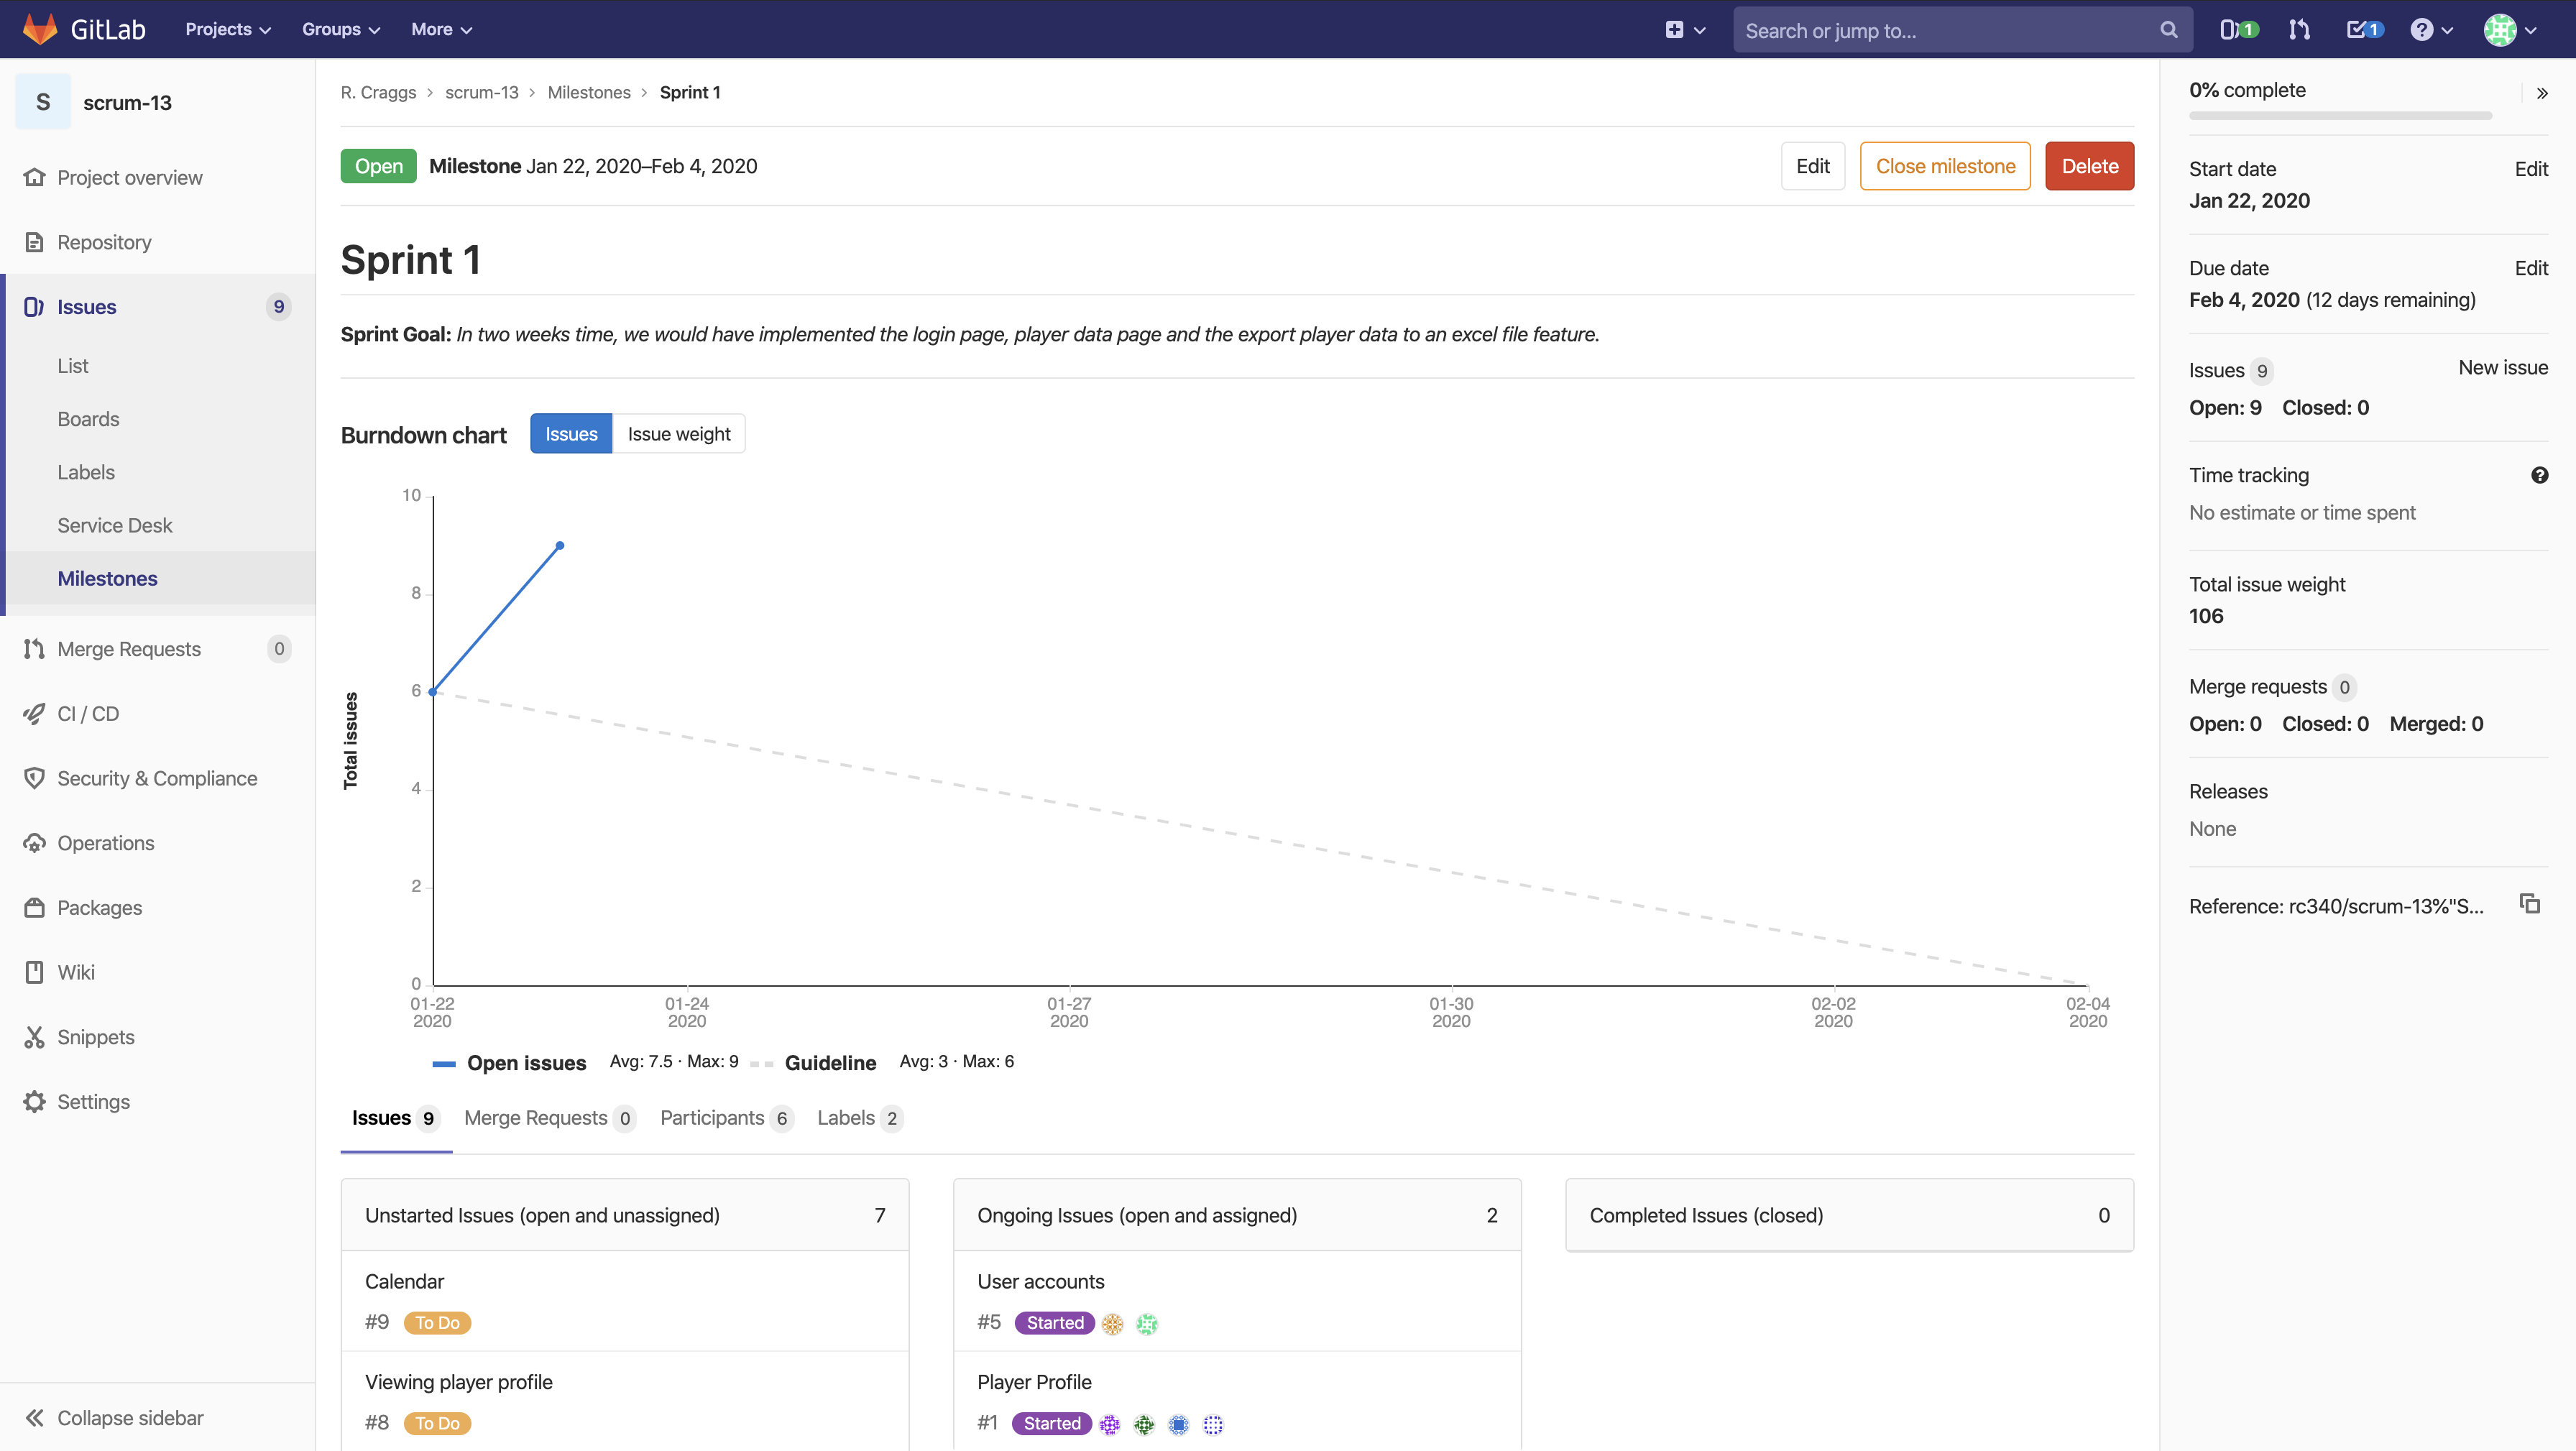 GitLab
Projects
Groups
More
Search or jump to...
1
1
S
scrum-13
Project overview
Repository
Issues 9
List
Boards
Labels
Service Desk
Milestones
Merge Requests 0
CI / CD
Security & Compliance
Operations
Packages
Wiki
Snippets
Settings
Collapse sidebar
R. Craggs > scrum-13 > Milestones > Sprint 1
Open Milestone Jan 22, 2020–Feb 4, 2020
Edit
Close milestone
Delete
Sprint 1
Sprint Goal: In two weeks time, we would have implemented the login page, player data page and the export player data to an excel file feature.
Burndown chart
Issues
Issue weight
Total issues
10
8
6
4
2
0
01-22
2020
01-24
2020
01-27
2020
01-30
2020
02-02
2020
02-04
2020
Open issues Avg: 7.5 · Max: 9
Guideline Avg: 3 · Max: 6
Issues 9
Merge Requests 0
Participants 6
Labels 2
Unstarted Issues (open and unassigned) 7
Calendar
#9 To Do
Viewing player profile
#8 To Do
Ongoing Issues (open and assigned) 2
User accounts
#5 Started
Player Profile
#1 Started
Completed Issues (closed) 0
0% complete
Start date Edit
Jan 22, 2020
Due date Edit
Feb 4, 2020 (12 days remaining)
Issues 9 New issue
Open: 9 Closed: 0
Time tracking
No estimate or time spent
Total issue weight
106
Merge requests 0
Open: 0 Closed: 0 Merged: 0
Releases
None
Reference: rc340/scrum-13%"S...